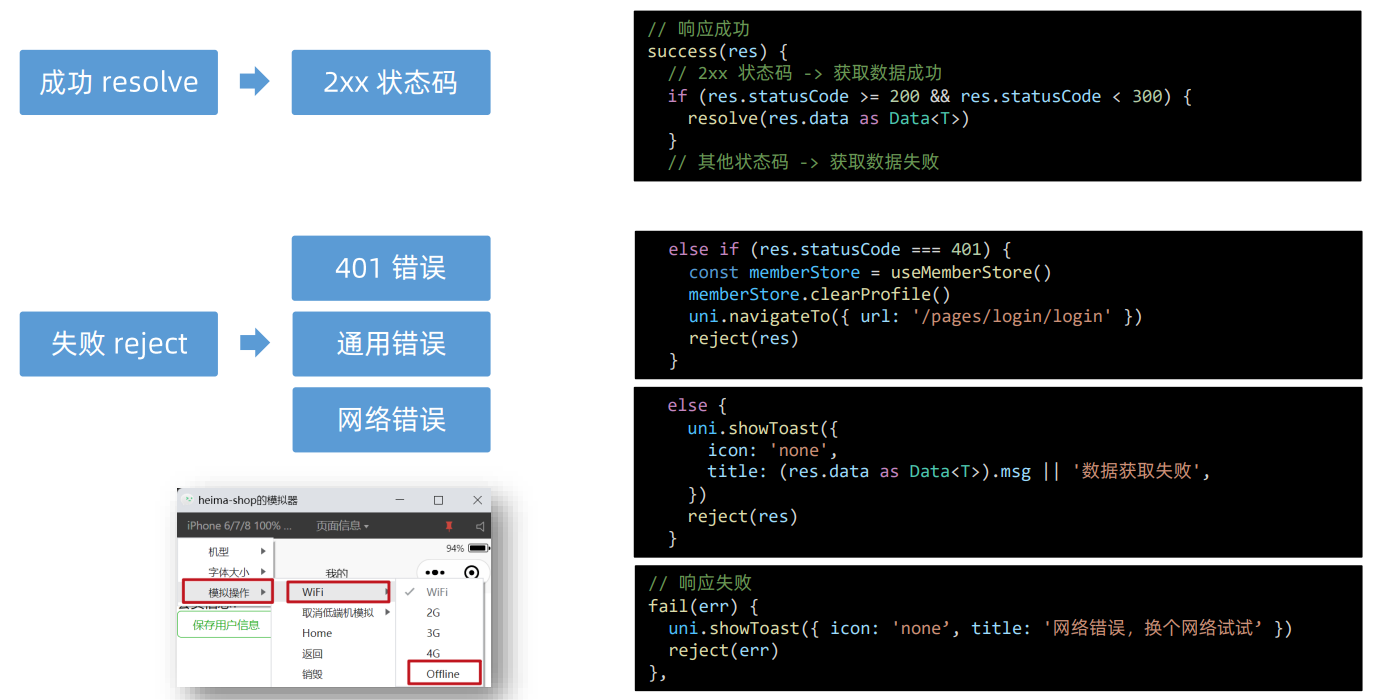 成功 resolve
2xx 状态码
// 响应成功
success(res) {
// 2xx 状态码 -> 获取数据成功
if (res.statusCode >= 200 && res.statusCode < 300) {
resolve(res.data as Data<T>)
}
// 其他状态码 -> 获取数据失败
失败 reject
401 错误
通用错误
网络错误
else if (res.statusCode === 401) {
const memberStore = useMemberStore()
memberStore.clearProfile()
uni.navigateTo({ url: '/pages/login/login' })
reject(res)
}
else {
uni.showToast({
icon: 'none',
title: (res.data as Data<T>).msg || '数据获取失败',
})
reject(res)
}
// 响应失败
fail(err) {
uni.showToast({ icon: 'none’, title: '网络错误，换个网络试试’ })
reject(err)
},
heima-shop的模拟器
iPhone 6/7/8 100% ...
页面信息
94%
机型
字体大小
模拟操作
我的
保存用户信息
WiFi
取消低端机模拟
Home
返回
销毁
WiFi
2G
3G
4G
Offline